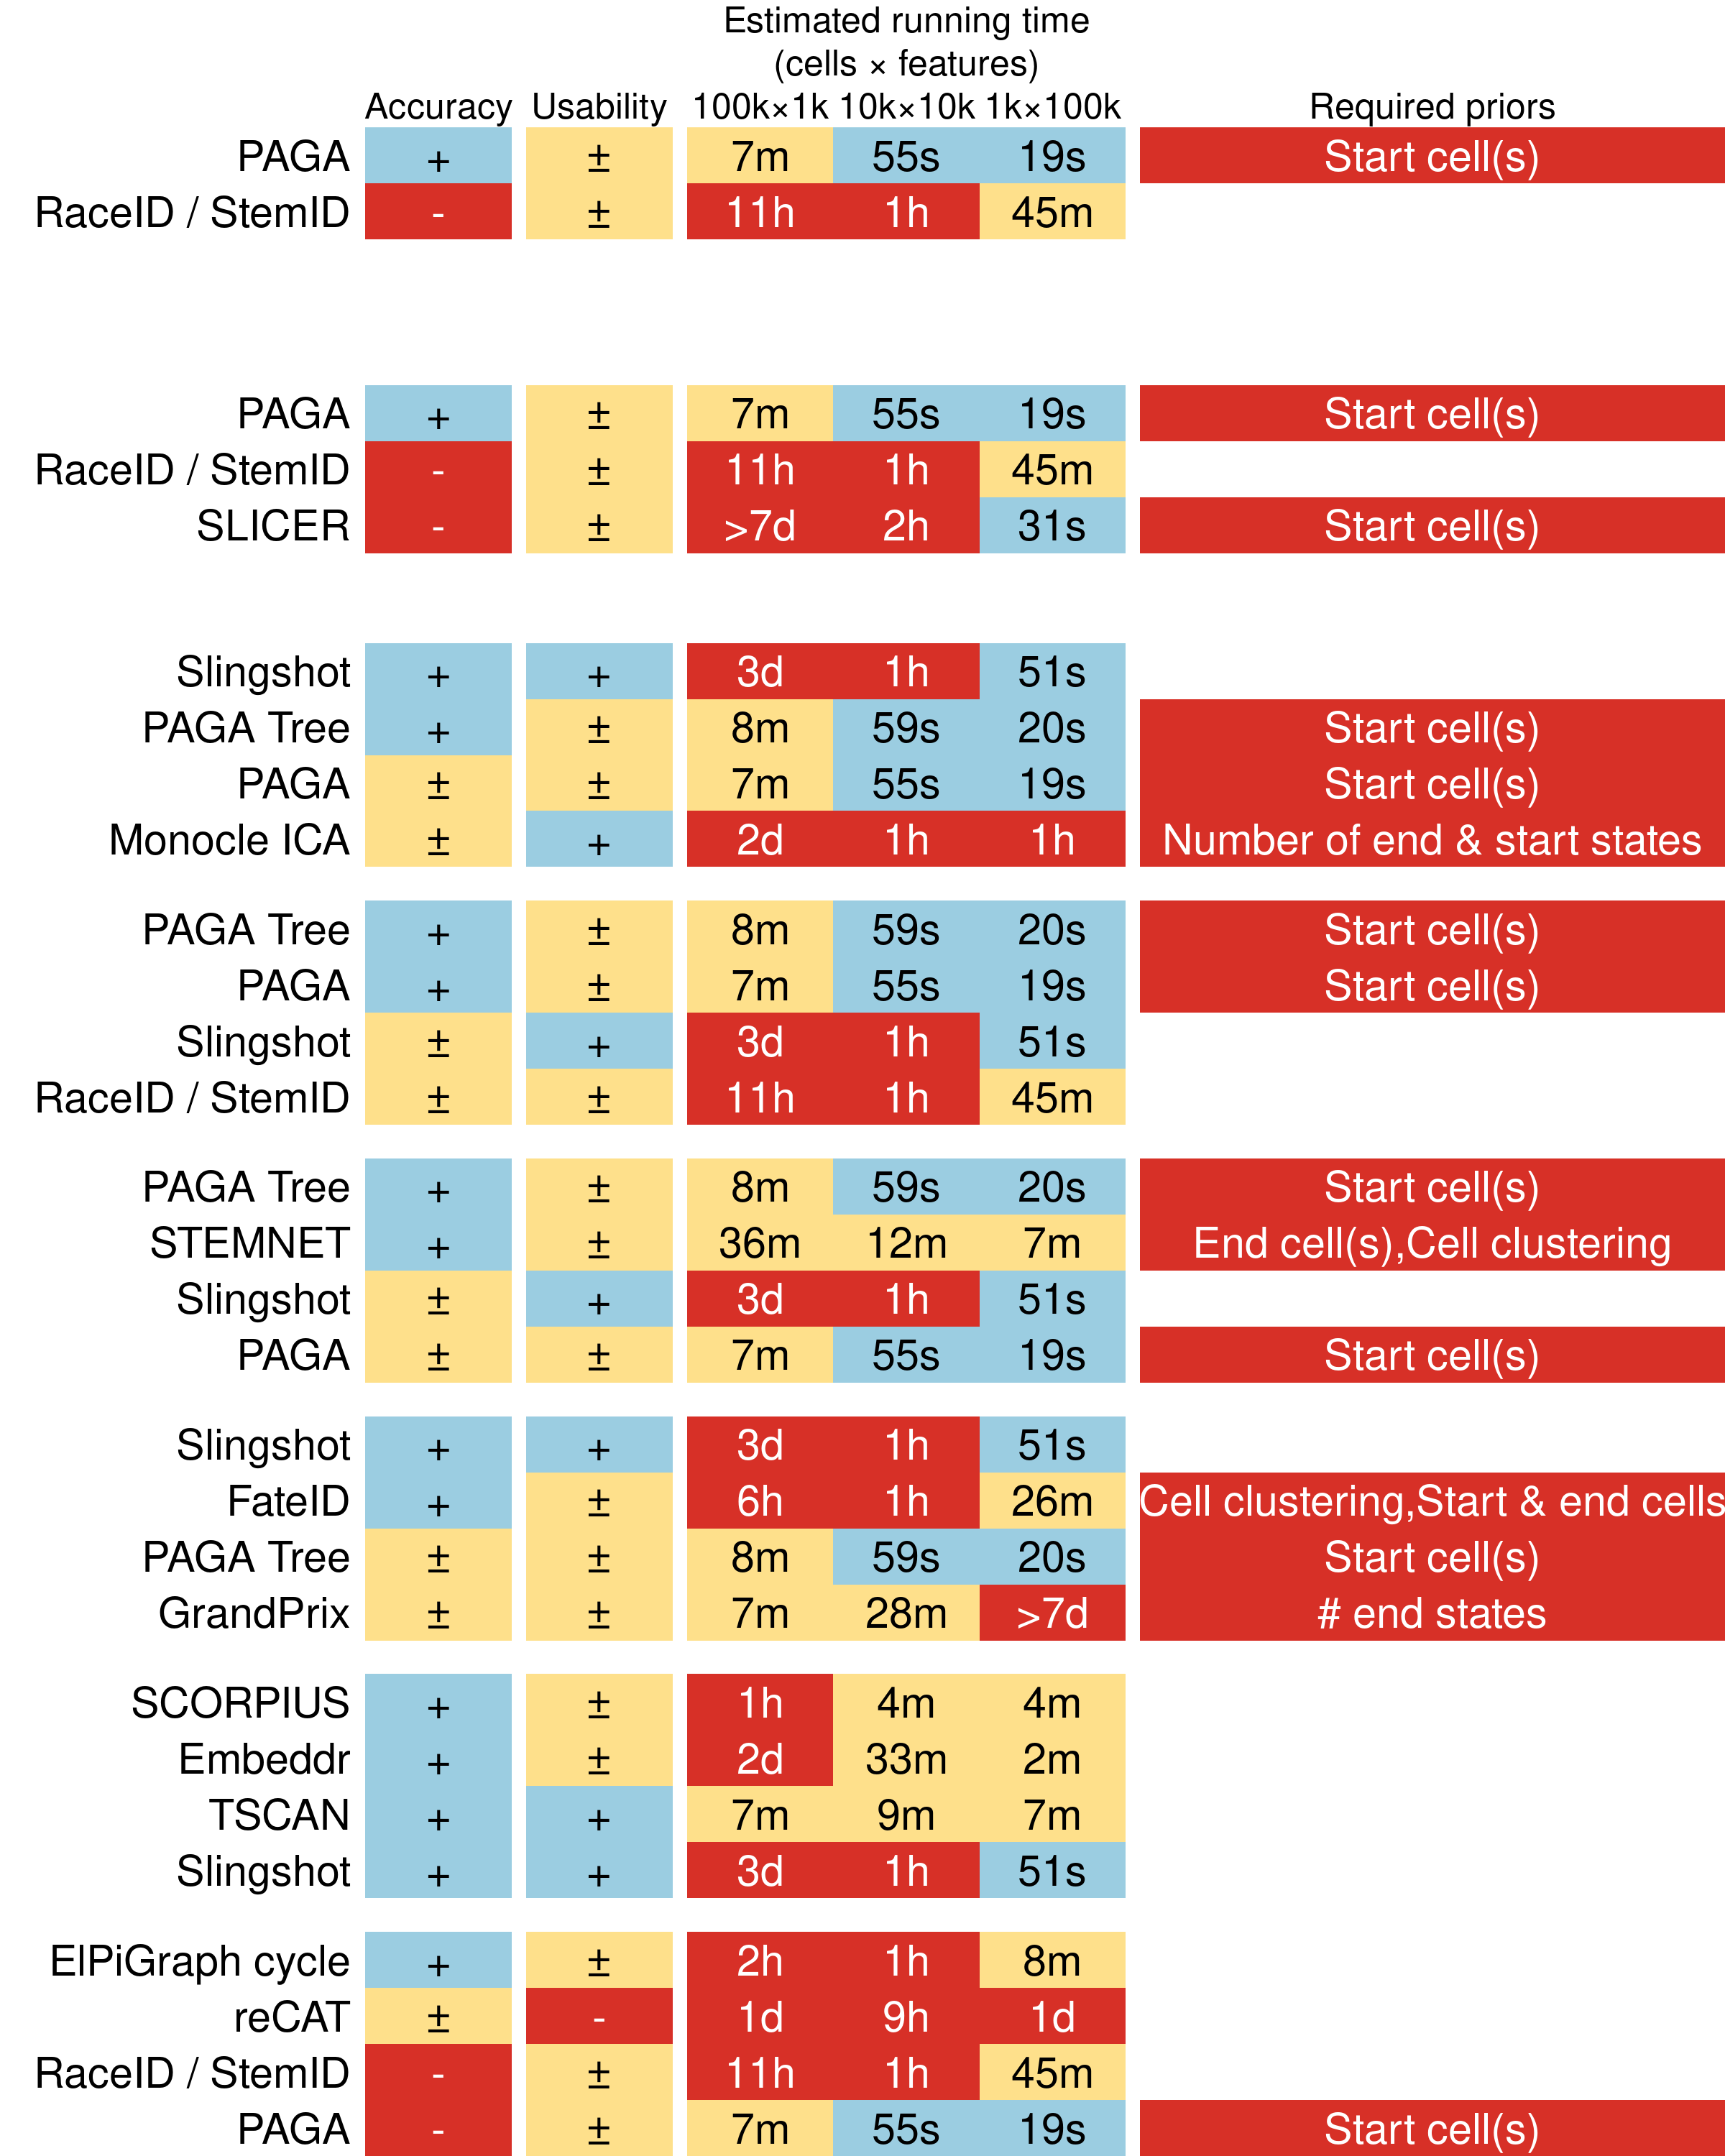 Estimated running time
(cells × features)
Accuracy Usability 100k×1k 10k×10k 1k×100k Required priors
PAGA + ± 7m 55s 19s Start cell(s)
RaceID / StemID - ± 11h 1h 45m
PAGA + ± 7m 55s 19s Start cell(s)
RaceID / StemID - ± 11h 1h 45m
SLICER - ± >7d 2h 31s Start cell(s)
Slingshot + + 3d 1h 51s
PAGA Tree + ± 8m 59s 20s Start cell(s)
PAGA ± ± 7m 55s 19s Start cell(s)
Monocle ICA ± + 2d 1h 1h Number of end & start states
PAGA Tree + ± 8m 59s 20s Start cell(s)
PAGA + ± 7m 55s 19s Start cell(s)
Slingshot ± + 3d 1h 51s
RaceID / StemID ± ± 11h 1h 45m
PAGA Tree + ± 8m 59s 20s Start cell(s)
STEMNET + ± 36m 12m 7m End cell(s),Cell clustering
Slingshot ± + 3d 1h 51s
PAGA ± ± 7m 55s 19s Start cell(s)
Slingshot + + 3d 1h 51s
FateID + ± 6h 1h 26m Cell clustering,Start & end cells
PAGA Tree ± ± 8m 59s 20s Start cell(s)
GrandPrix ± ± 7m 28m >7d # end states
SCORPIUS + ± 1h 4m 4m
Embeddr + ± 2d 33m 2m
TSCAN + + 7m 9m 7m
Slingshot + + 3d 1h 51s
ElPiGraph cycle + ± 2h 1h 8m
reCAT ± - 1d 9h 1d
RaceID / StemID - ± 11h 1h 45m
PAGA - ± 7m 55s 19s Start cell(s)